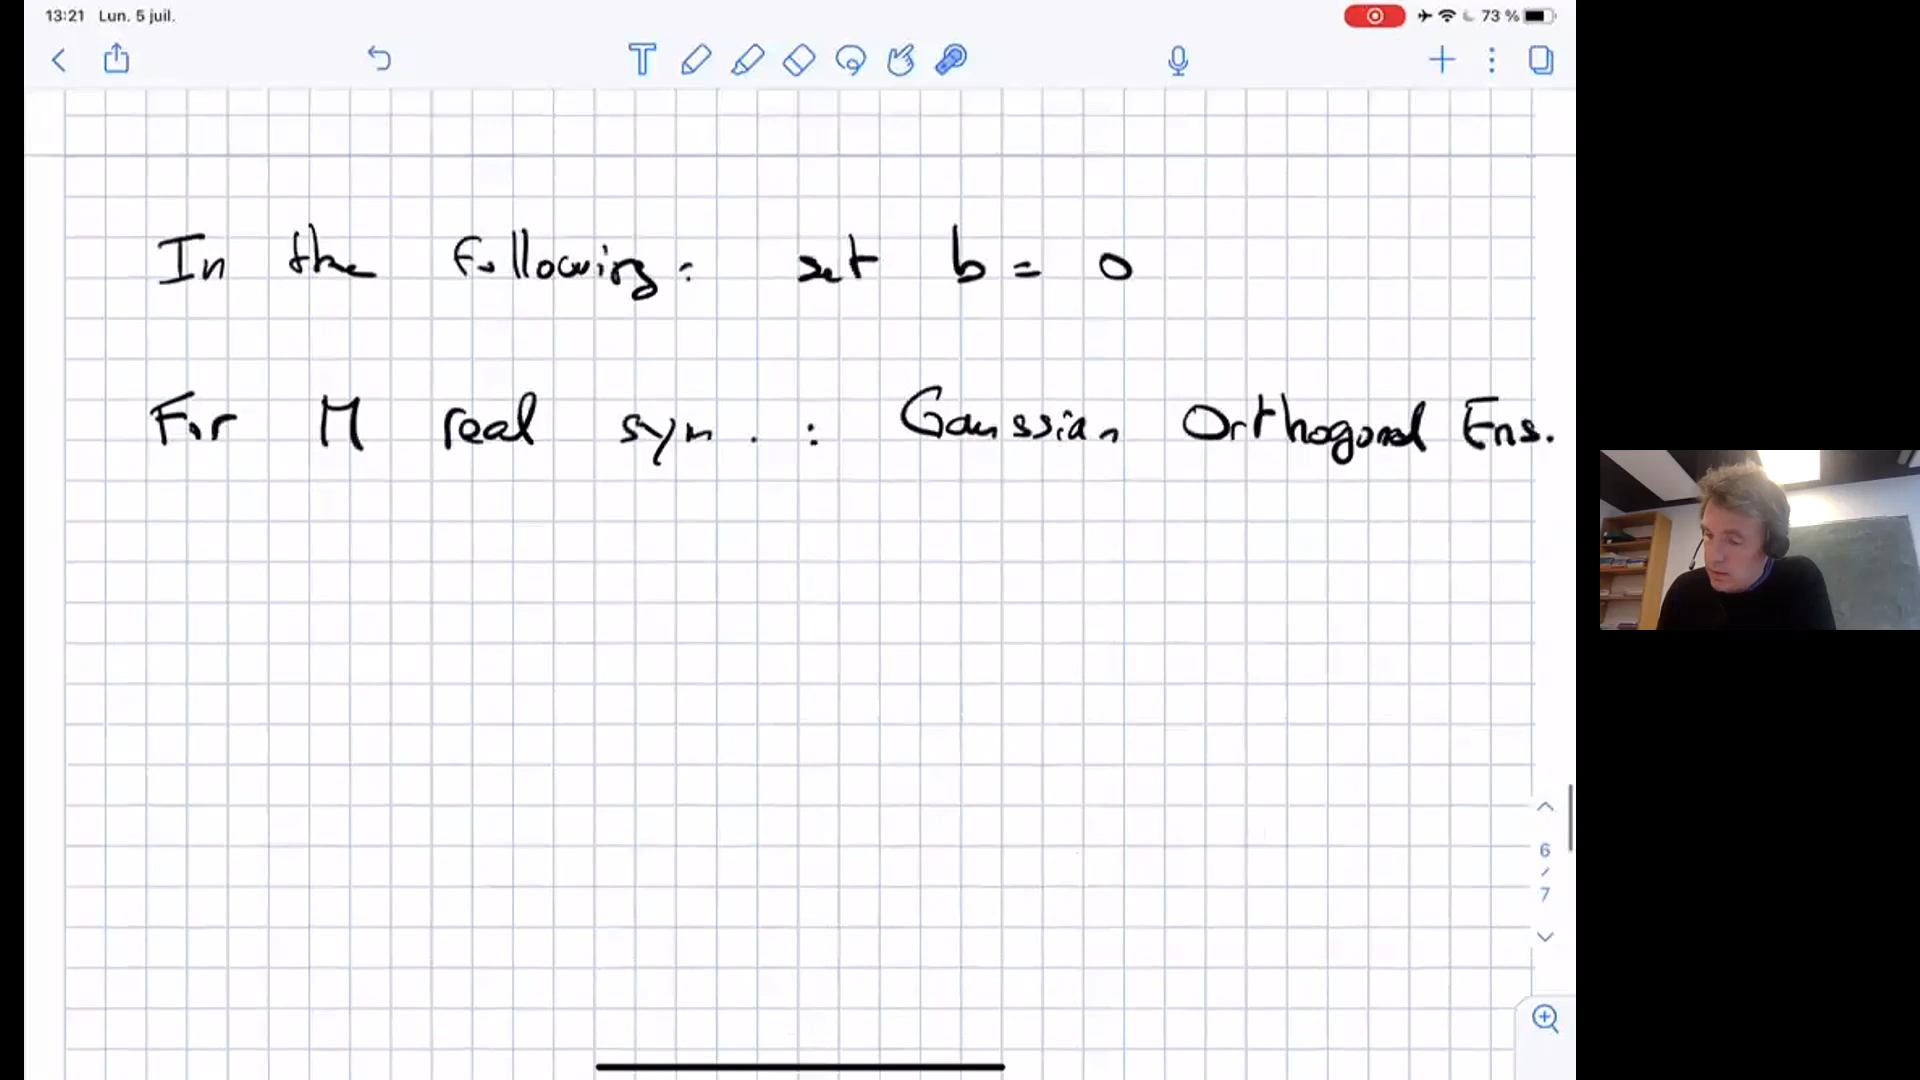 13:21 Lun. 5 juil.
73 %
In the following: set b = 0
For M real sym. : Gaussian Orthogonal Ens.
6
/
7